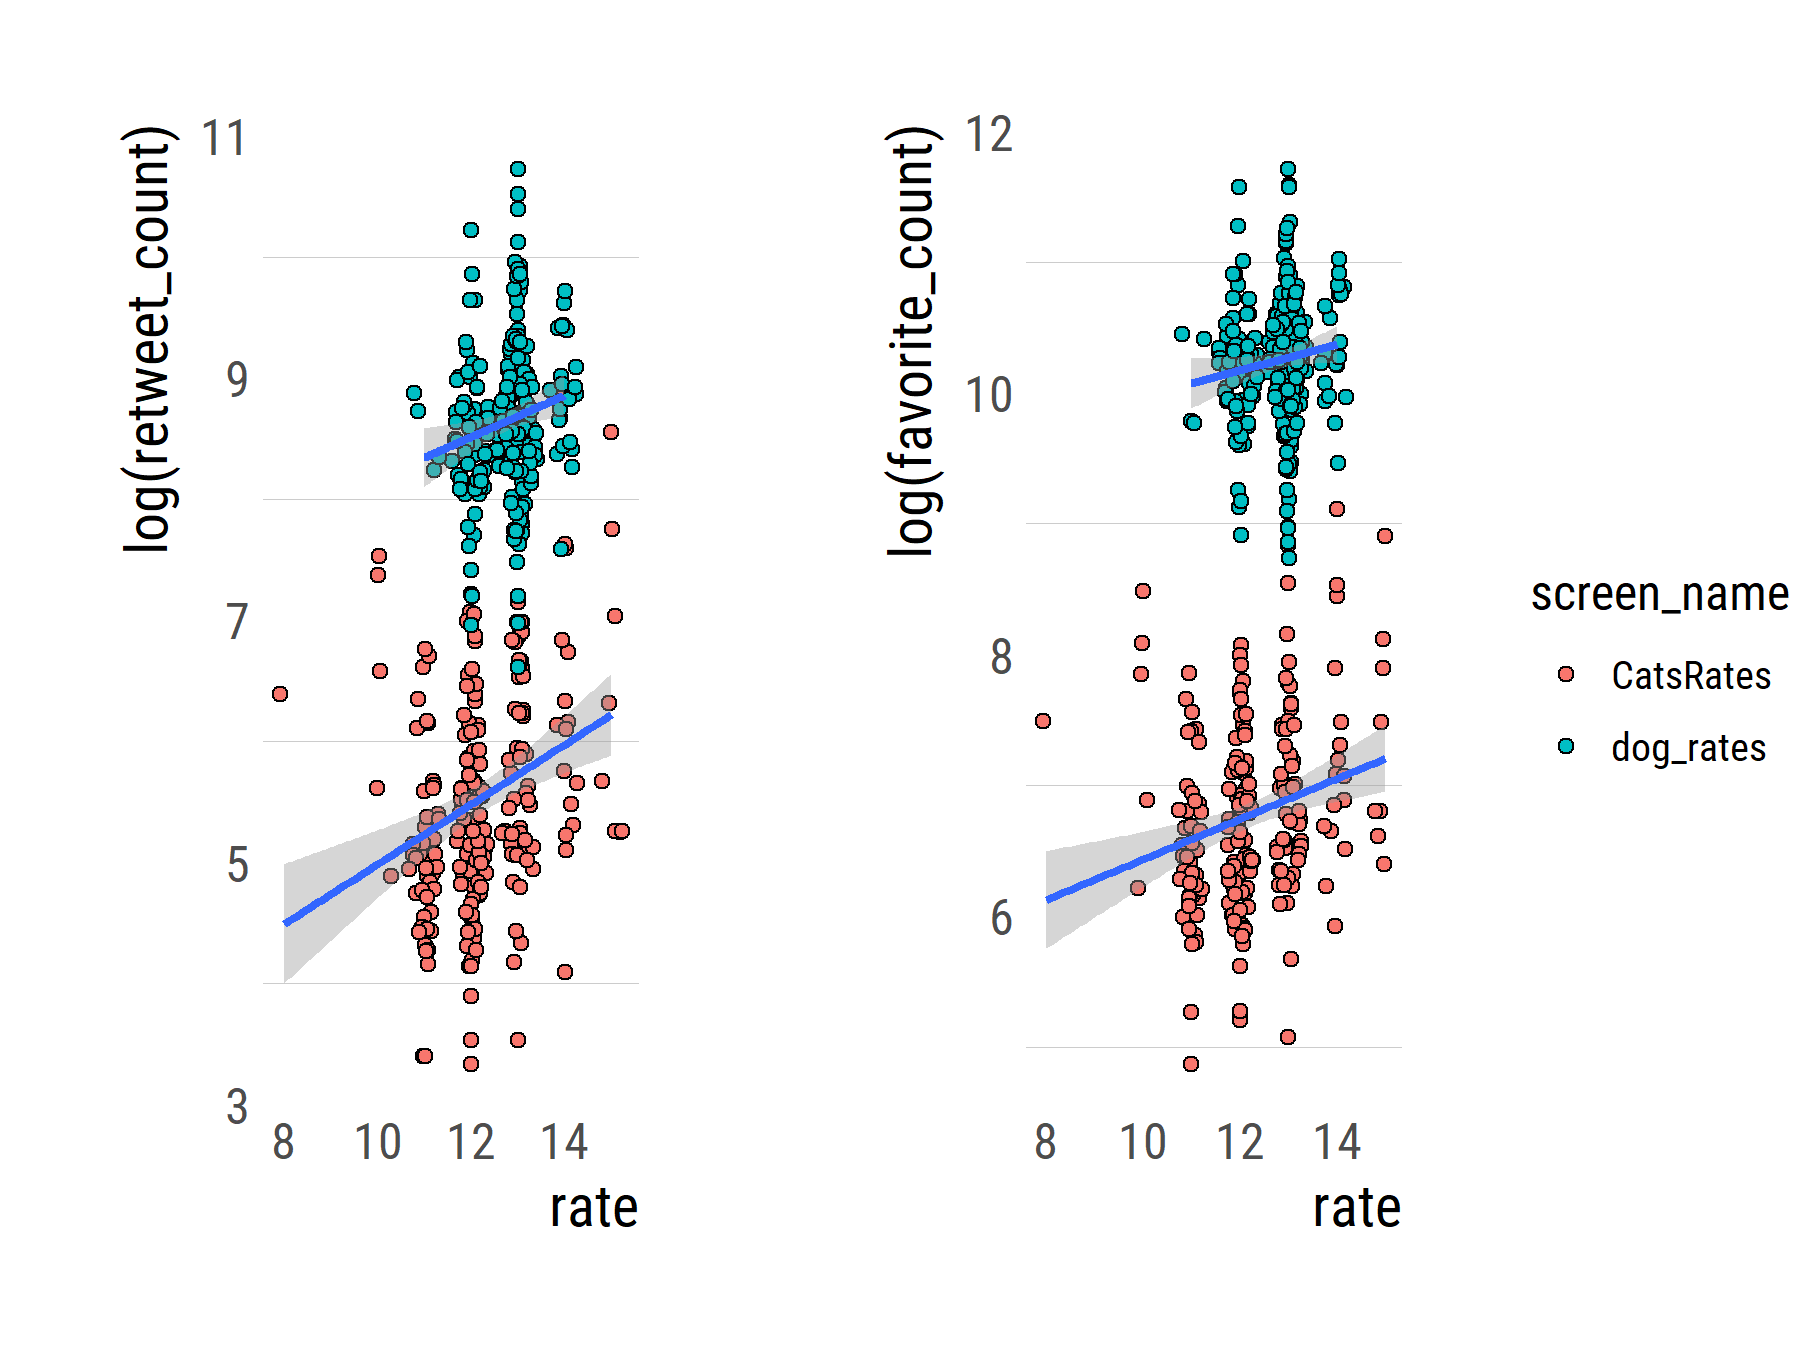 log(retweet_count)
11
9
7
5
3
8 10 12 14
rate
log(favorite_count)
12
10
8
6
8 10 12 14
rate
screen_name
CatsRates
dog_rates